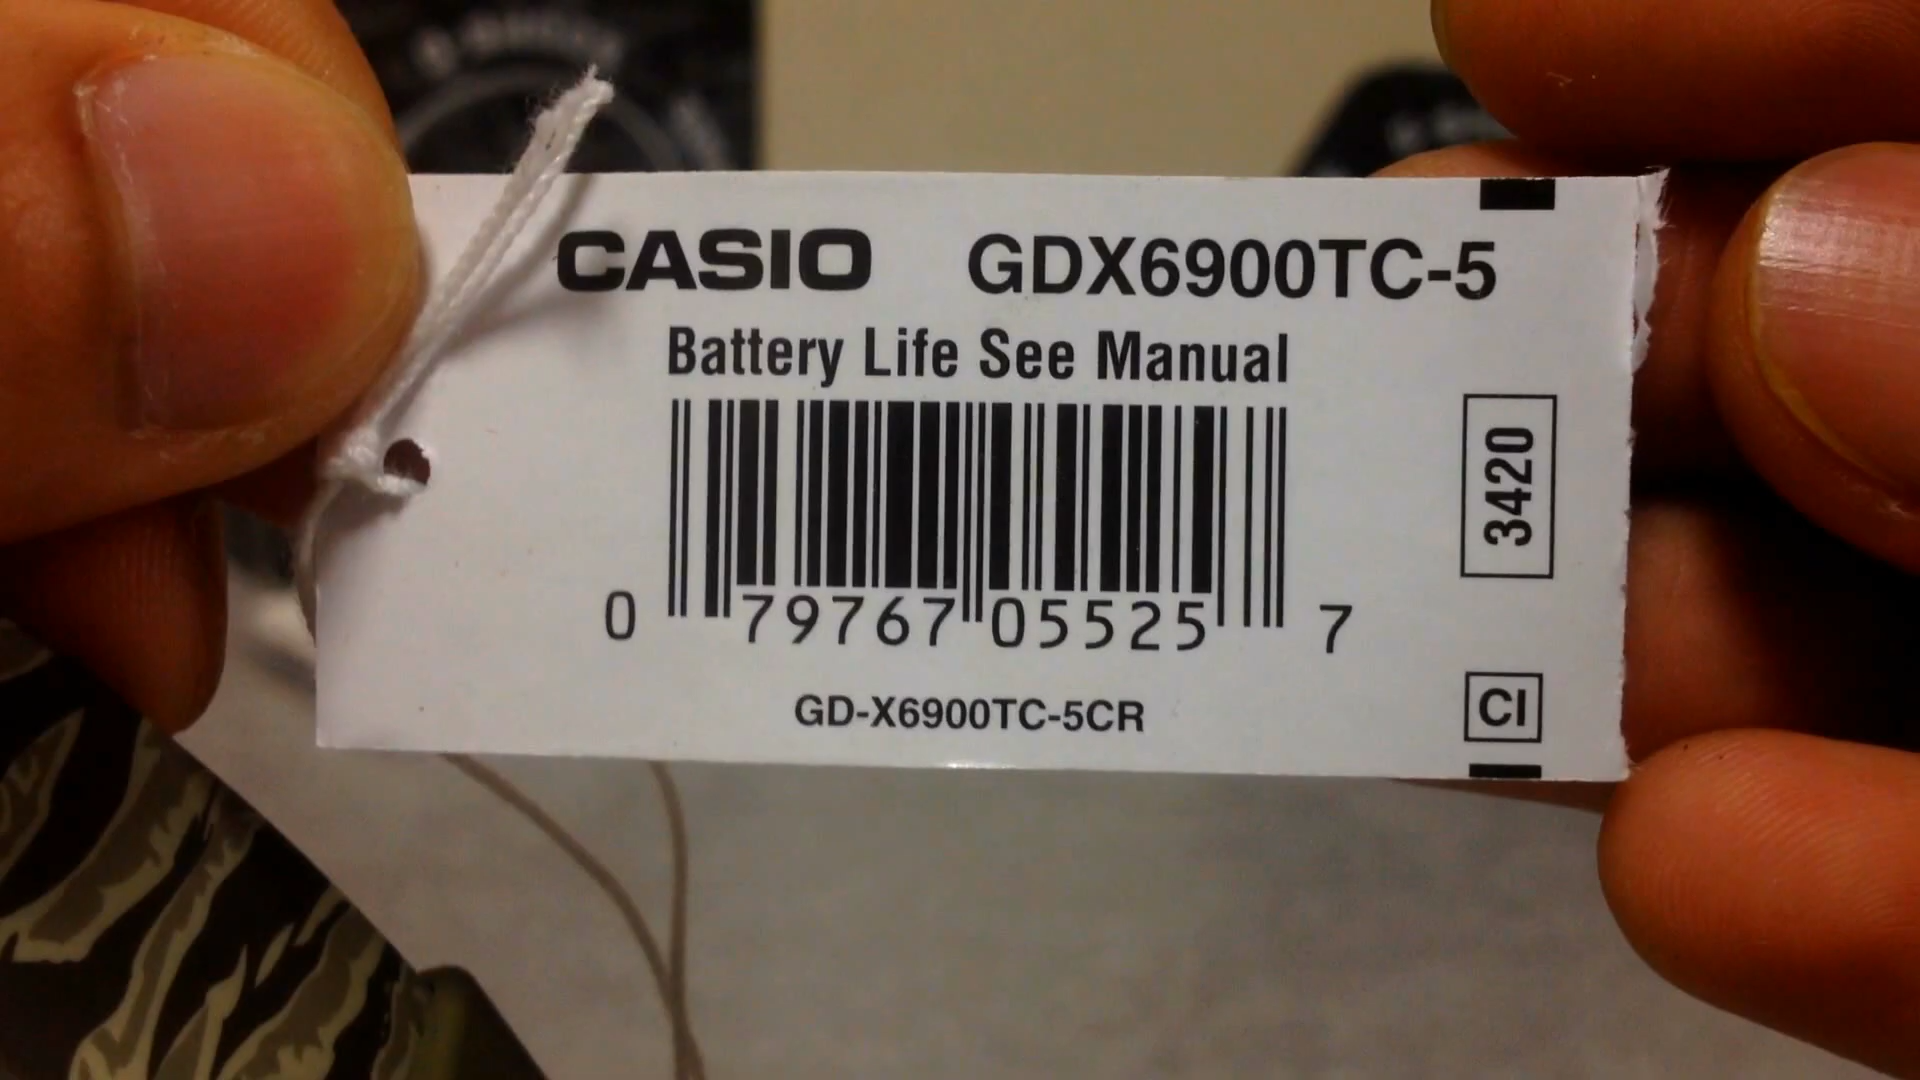 CASIO GDX6900TC-5
Battery Life See Manual
3420
0 79767 05525 7
GD-X6900TC-5CR
CI